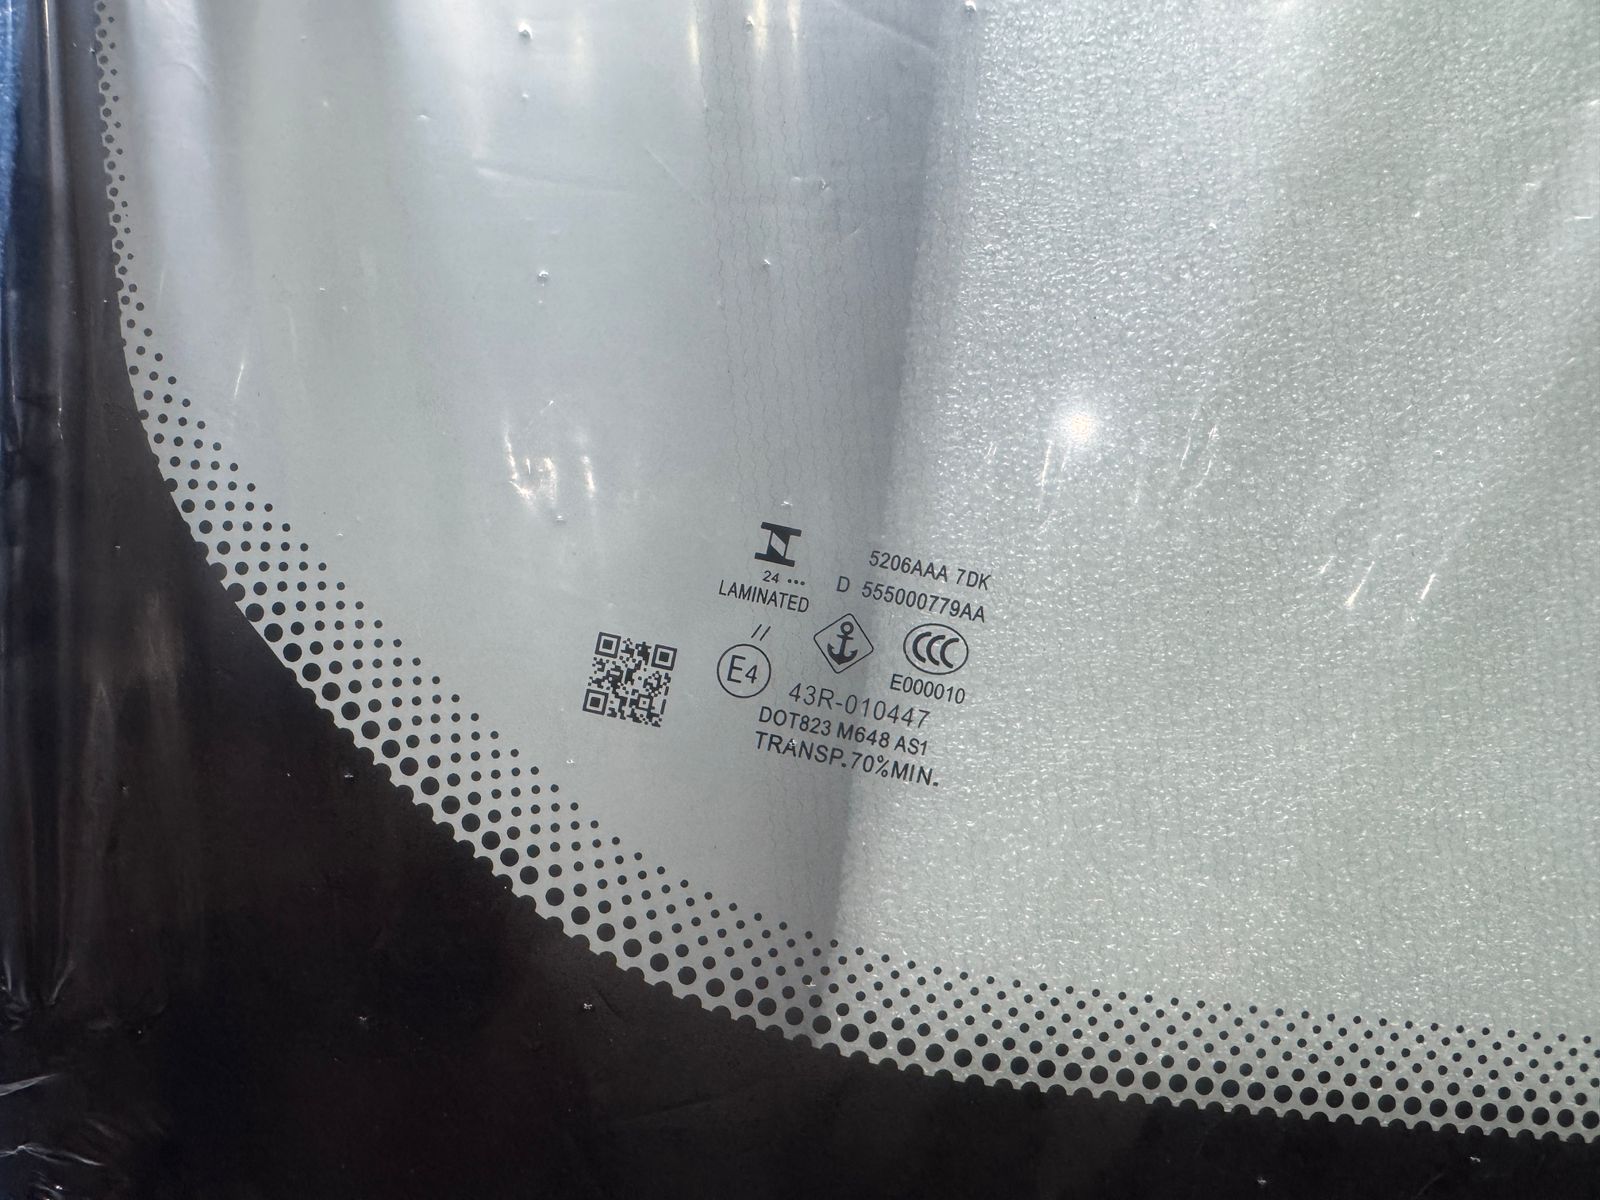 5206AAA 7DK
24 ...
D 555000779AA
LAMINATED
//
E4
CCC
E000010
43R-010447
DOT823 M648 AS1
TRANSP.70%MIN.